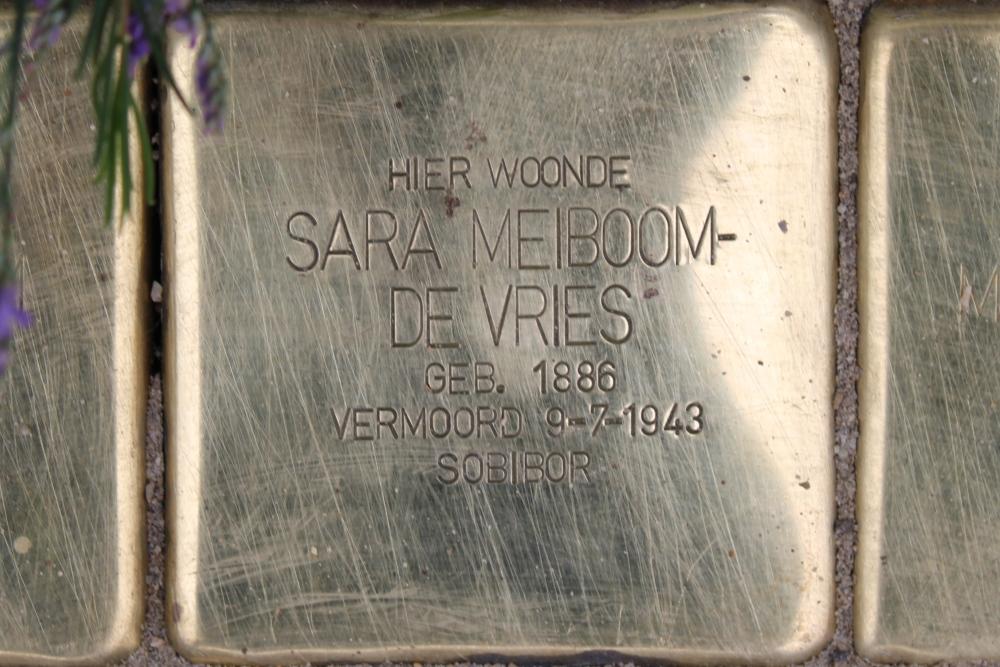 HIER WOONDE
SARA MEIBOOM-
DE VRIES
GEB. 1886
VERMOORD 9-7-1943
SOBIBOR